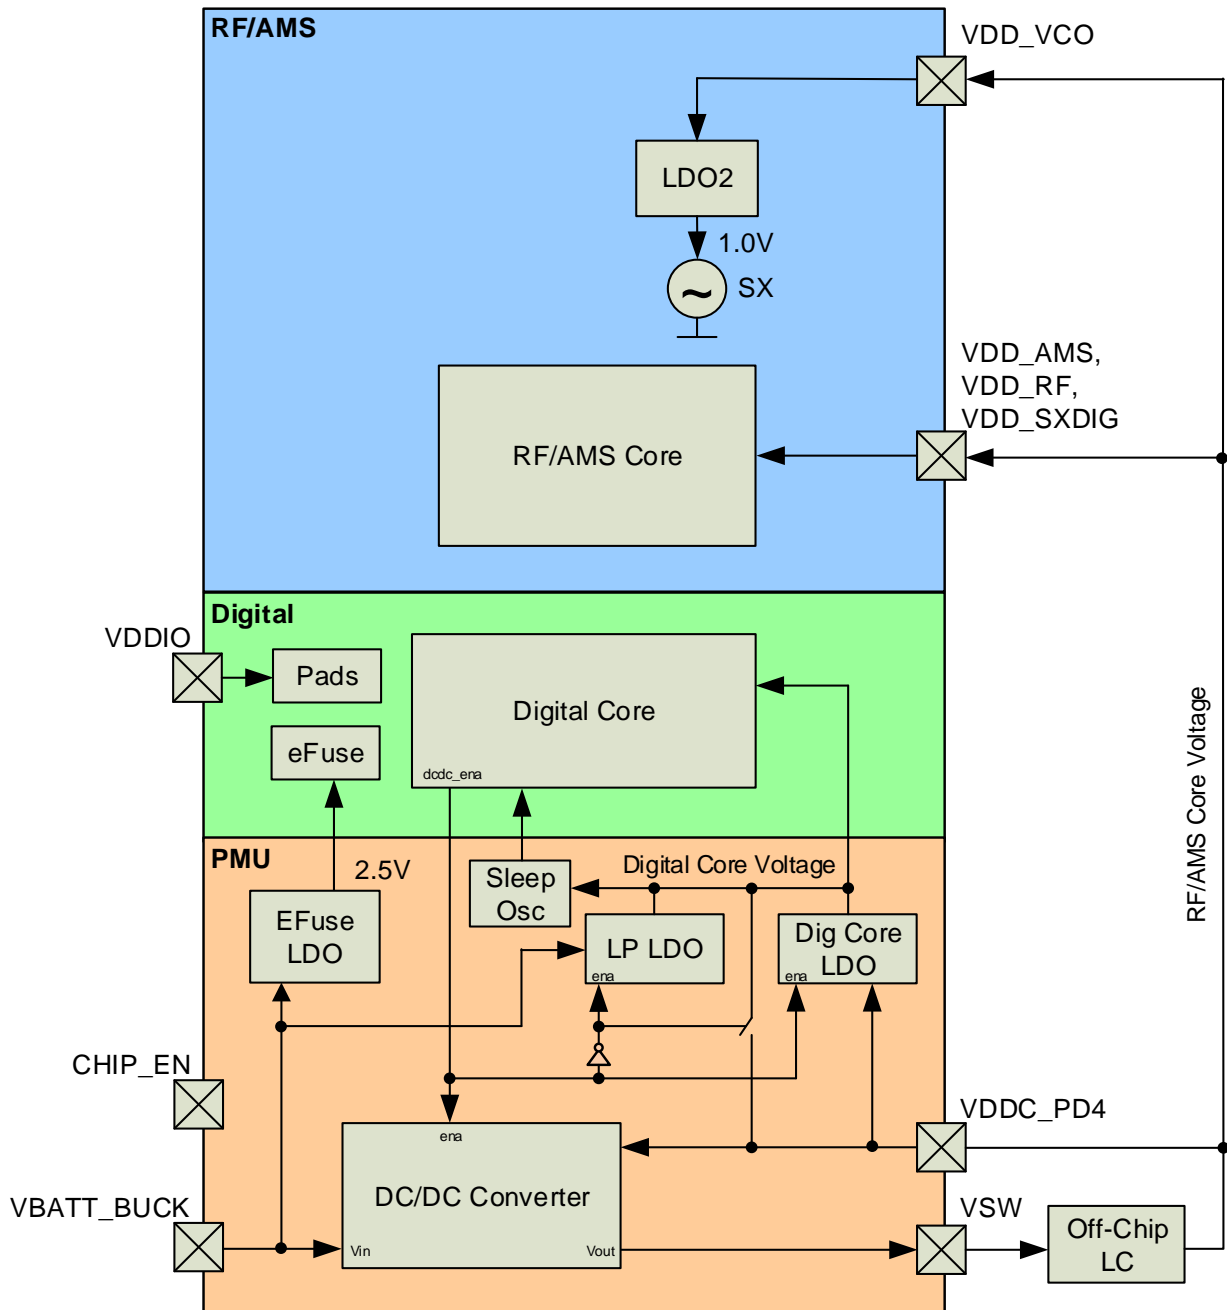 RF/AMS
VDD_VCO
LDO2
1.0V
~
SX
VDD_AMS,
VDD_RF,
VDD_SXDIG
RF/AMS Core
Digital
VDDIO
Pads
Digital Core
eFuse
dcdc_ena
RF/AMS Core Voltage
PMU
2.5V
Digital Core Voltage
Sleep
Osc
EFuse
LDO
LP LDO
ena
Dig Core
LDO
ena
CHIP_EN
VDDC_PD4
ena
DC/DC Converter
VBATT_BUCK
Vin
Vout
VSW
Off-Chip
LC